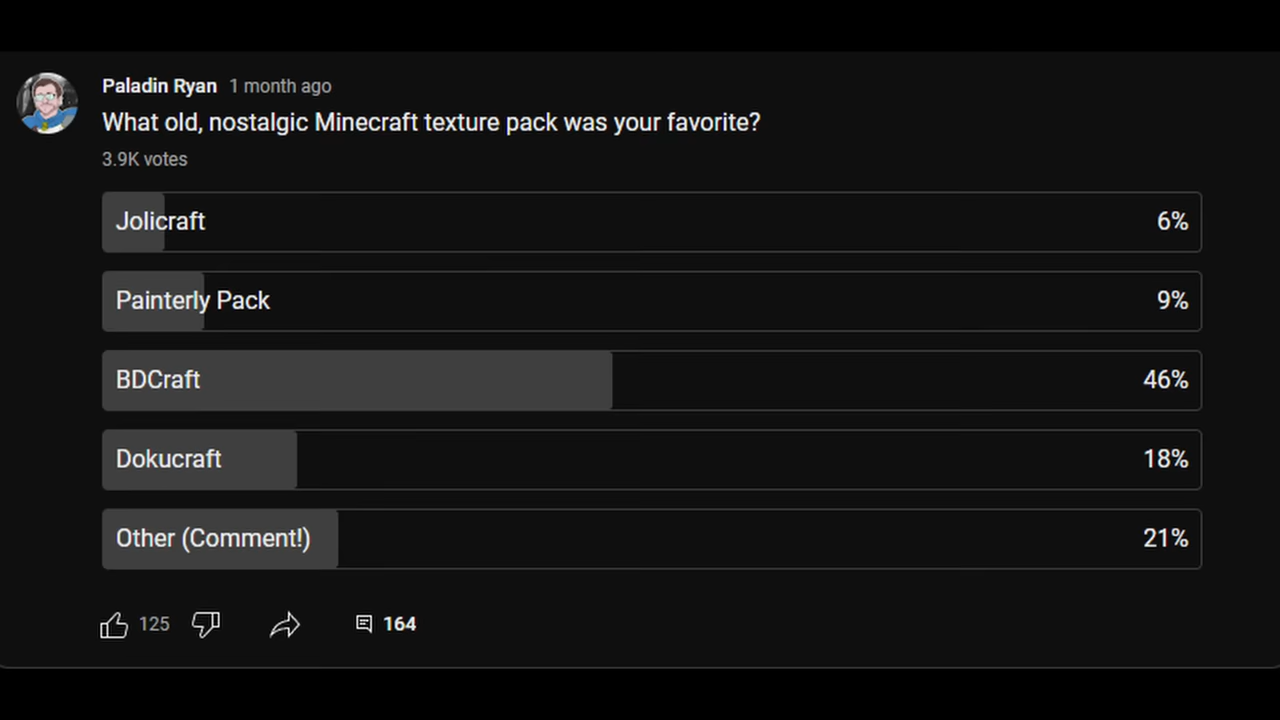 Paladin Ryan 1 month ago
What old, nostalgic Minecraft texture pack was your favorite?
3.9K votes
Jolicraft 6%
Painterly Pack 9%
BDCraft 46%
Dokucraft 18%
Other (Comment!) 21%
125 164